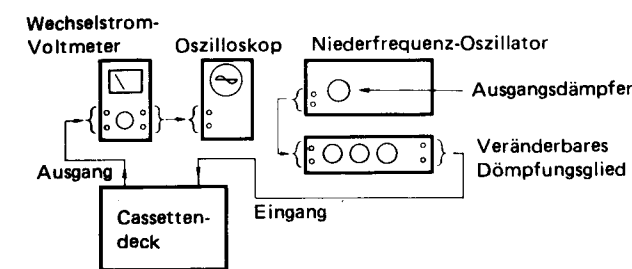 Wechselstrom-
Voltmeter
Oszilloskop
Niederfrequenz-Oszillator
Ausgangsdämpfer
Veränderbares
Dömpfungsglied
Ausgang
Eingang
Cassetten-
deck